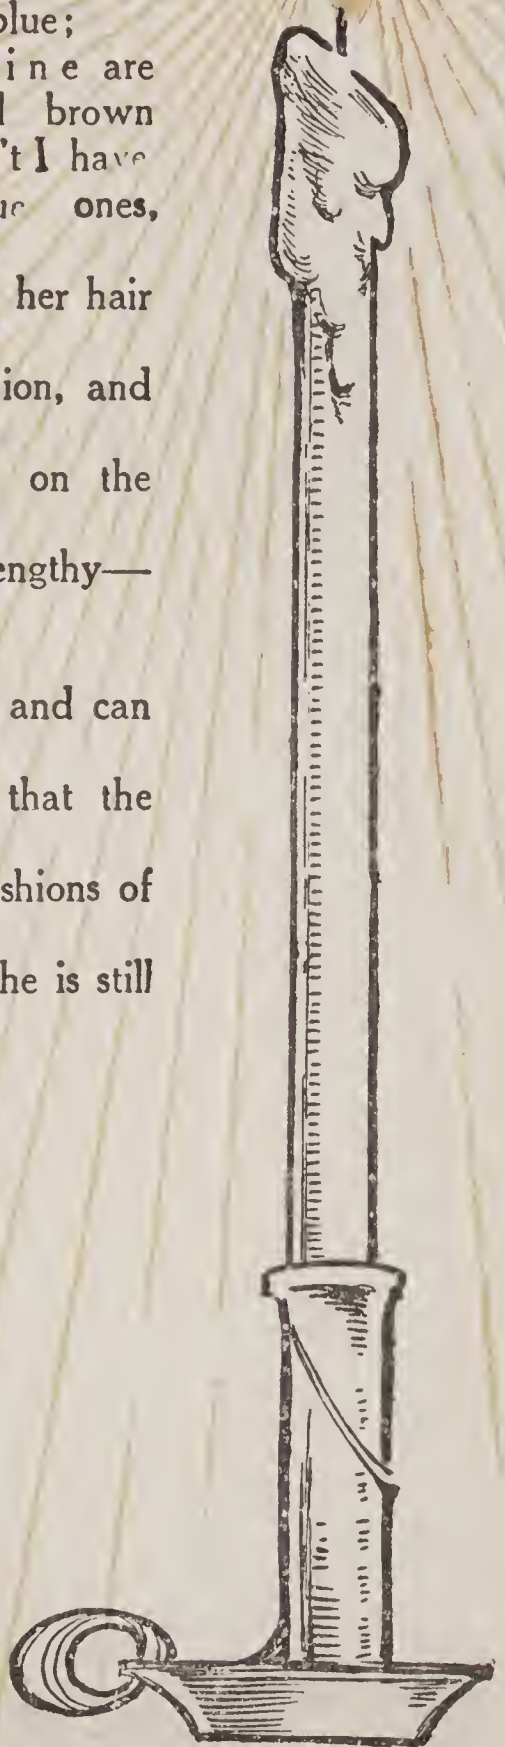 blue;
ine are
brown
't I have
ones,
her hair
ion, and
on the
engthy—
and can
that the
shions of
he is still